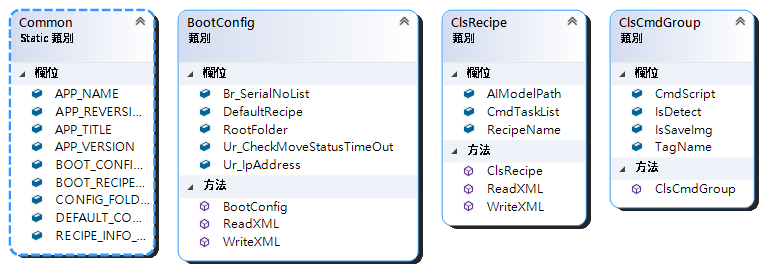 Common
Static 類別
欄位
APP_NAME
APP_REVERSI...
APP_TITLE
APP_VERSION
BOOT_CONFI...
BOOT_RECIPE...
CONFIG_FOLD...
DEFAULT_CO...
RECIPE_INFO_...
BootConfig
類別
欄位
Br_SerialNoList
DefaultRecipe
RootFolder
Ur_CheckMoveStatusTimeOut
Ur_IpAddress
方法
BootConfig
ReadXML
WriteXML
ClsRecipe
類別
欄位
AIModelPath
CmdTaskList
RecipeName
方法
ClsRecipe
ReadXML
WriteXML
ClsCmdGroup
類別
欄位
CmdScript
IsDetect
IsSaveImg
TagName
方法
ClsCmdGroup